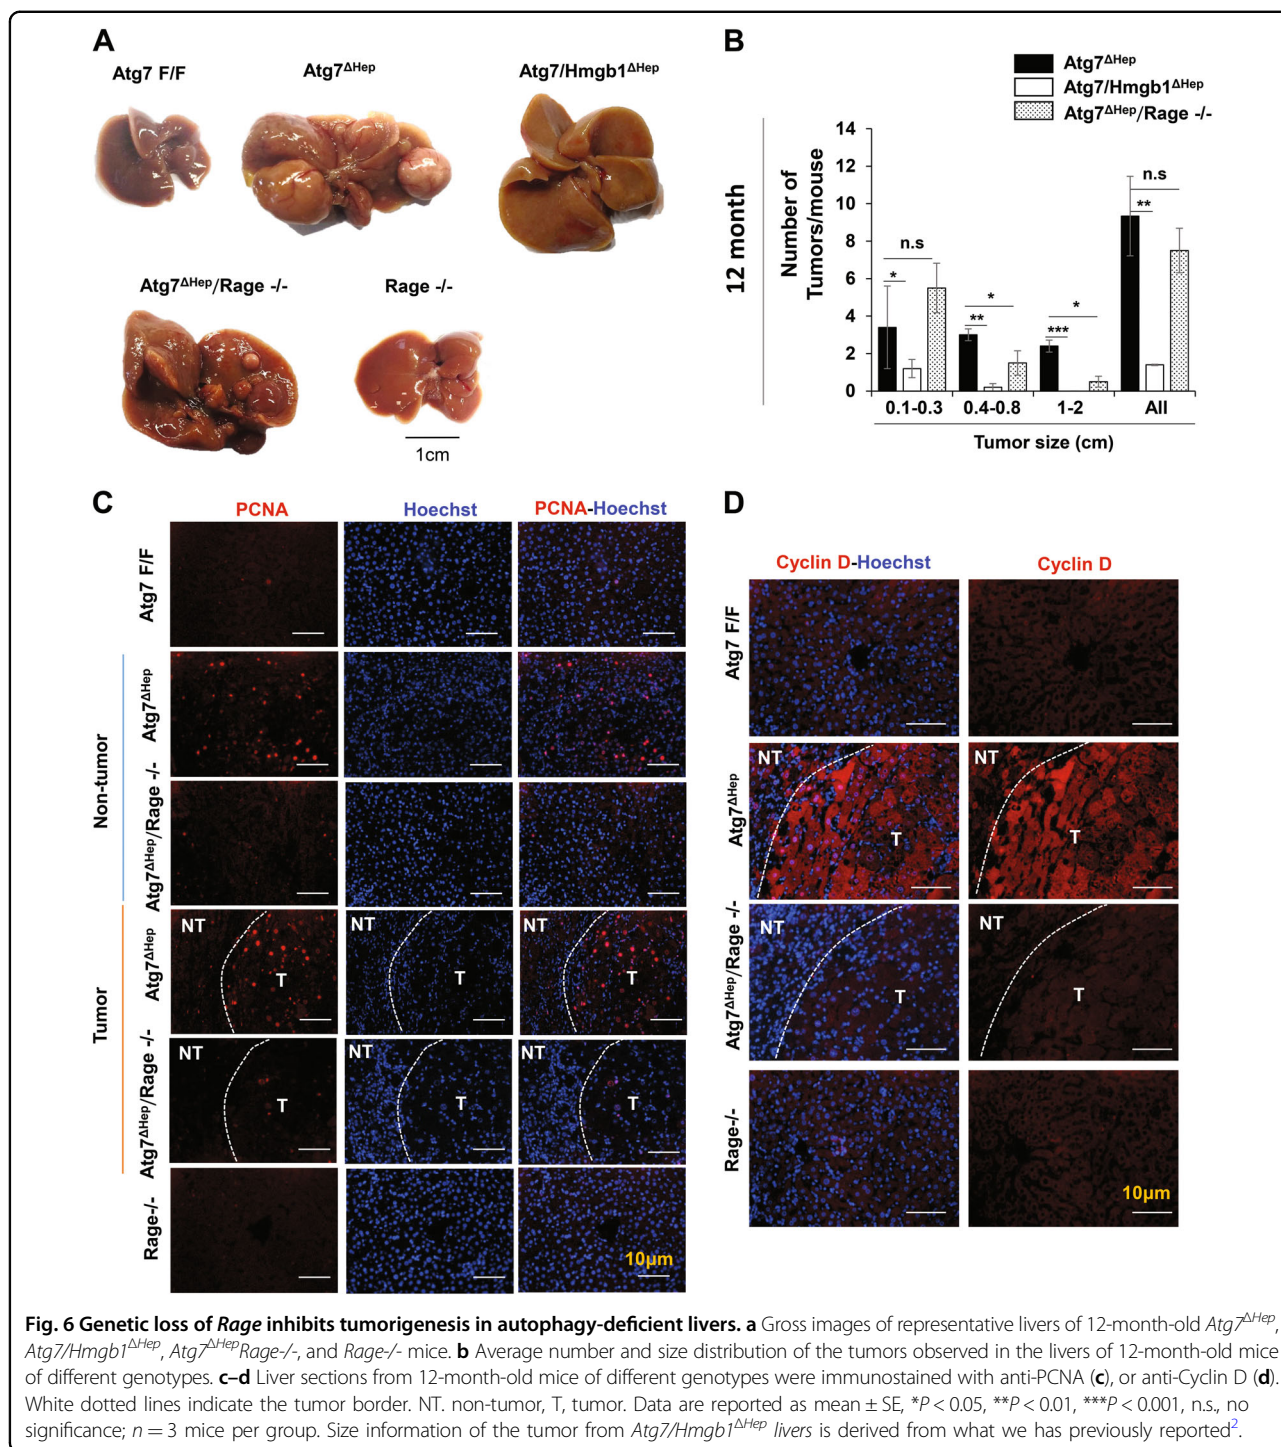 A
Atg7 F/F
Atg7ΔHep
Atg7/Hmgb1ΔHep
Atg7ΔHep/Rage -/-
Rage -/-
1cm
B
Atg7ΔHep
Atg7/Hmgb1ΔHep
Atg7ΔHep/Rage -/-
12 month
Number of
Tumors/mouse
14
12
10
8
6
4
2
0
n.s
*
*
**
*
***
n.s
**
0.1-0.3
0.4-0.8
1-2
All
Tumor size (cm)
C
PCNA
Hoechst
PCNA-Hoechst
Atg7 F/F
Non-tumor
Atg7ΔHep
Atg7ΔHep/Rage -/-
Tumor
Atg7ΔHep
NT
T
T
T
Atg7ΔHep/Rage -/-
NT
T
NT
T
NT
T
Rage-/-
10μm
D
Cyclin D-Hoechst
Cyclin D
Atg7 F/F
Atg7ΔHep
NT
T
NT
T
Atg7ΔHep/Rage -/-
NT
T
NT
T
Rage-/-
10μm
Fig. 6 Genetic loss of Rage inhibits tumorigenesis in autophagy-deficient livers. a Gross images of representative livers of 12-month-old Atg7ΔHep,
Atg7/Hmgb1ΔHep, Atg7ΔHepRage-/-, and Rage-/- mice. b Average number and size distribution of the tumors observed in the livers of 12-month-old mice
of different genotypes. c–d Liver sections from 12-month-old mice of different genotypes were immunostained with anti-PCNA (c), or anti-Cyclin D (d).
White dotted lines indicate the tumor border. NT. non-tumor, T, tumor. Data are reported as mean ± SE, *P < 0.05, **P < 0.01, ***P < 0.001, n.s., no
significance; n = 3 mice per group. Size information of the tumor from Atg7/Hmgb1ΔHep livers is derived from what we has previously reported2.